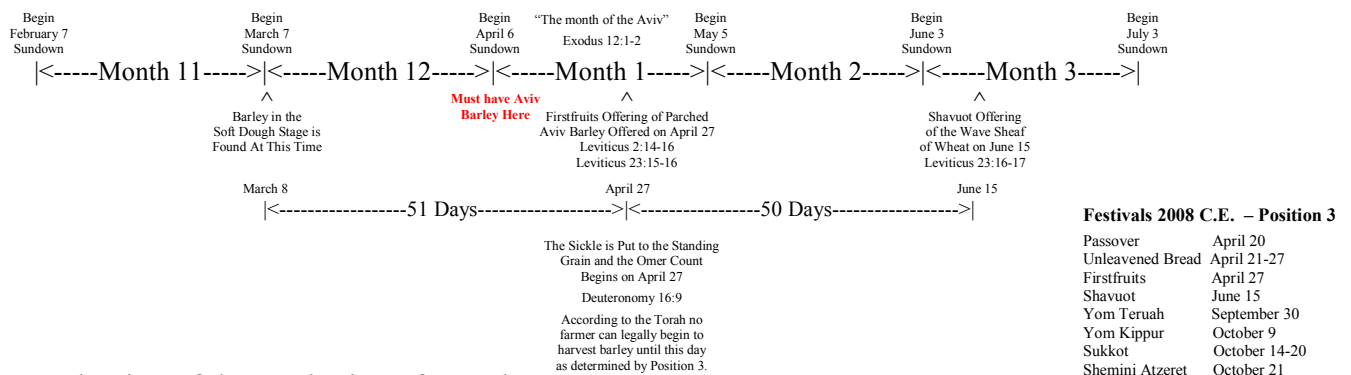 Begin
February 7
Sundown
Begin
March 7
Sundown
Begin
April 6
Sundown
“The month of the Aviv”
Exodus 12:1-2
Begin
May 5
Sundown
Begin
June 3
Sundown
Begin
July 3
Sundown
|<-----Month 11----->|<-----Month 12----->|<-----Month 1----->|<-----Month 2----->|<-----Month 3----->|
^
Barley in the
Soft Dough Stage is
Found At This Time
Must have Aviv
Barley Here
^
Firstfruits Offering of Parched
Aviv Barley Offered on April 27
Leviticus 2:14-16
Leviticus 23:15-16
^
Shavuot Offering
of the Wave Sheaf
of Wheat on June 15
Leviticus 23:16-17
March 8 April 27 June 15
|<------------------51 Days------------------->|<-----------------50 Days------------------>|
The Sickle is Put to the Standing
Grain and the Omer Count
Begins on April 27
Deuteronomy 16:9
According to the Torah no
farmer can legally begin to
harvest barley until this day
as determined by Position 3.
Festivals 2008 C.E. – Position 3
Passover April 20
Unleavened Bread April 21-27
Firstfruits April 27
Shavuot June 15
Yom Teruah September 30
Yom Kippur October 9
Sukkot October 14-20
Shemini Atzeret October 21